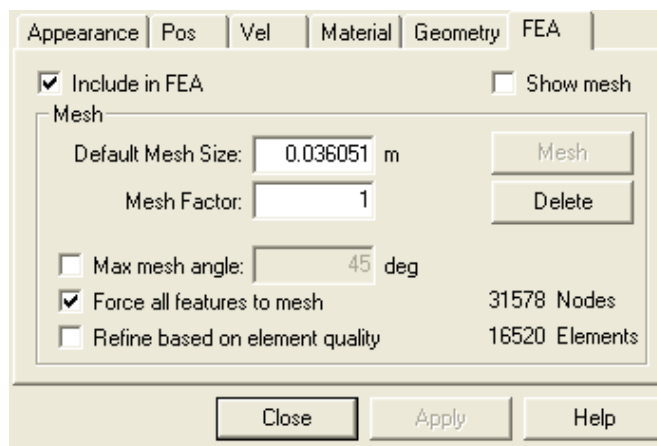 Appearance Pos Vel Material Geometry FEA
Include in FEA Show mesh
Mesh
Default Mesh Size: 0.036051 m Mesh
Mesh Factor: 1 Delete
Max mesh angle: 45 deg
Force all features to mesh 31578 Nodes
Refine based on element quality 16520 Elements
Close Apply Help